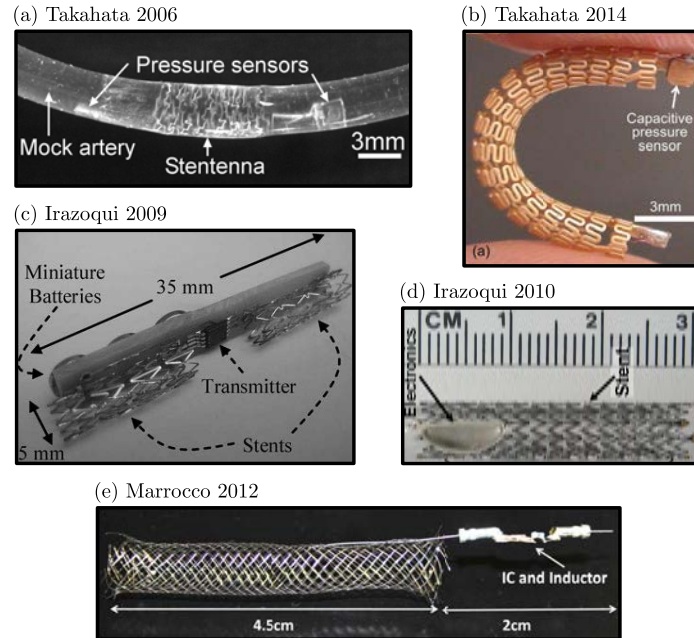 (a) Takahata 2006
Pressure sensors
Mock artery
Stentenna
3mm
(b) Takahata 2014
Capacitive
pressure
sensor
3mm
(a)
(c) Irazoqui 2009
Miniature
Batteries
35 mm
Transmitter
5 mm
Stents
(d) Irazoqui 2010
CM 1 2 3
Electronics
Stent
(e) Marrocco 2012
IC and Inductor
4.5cm
2cm